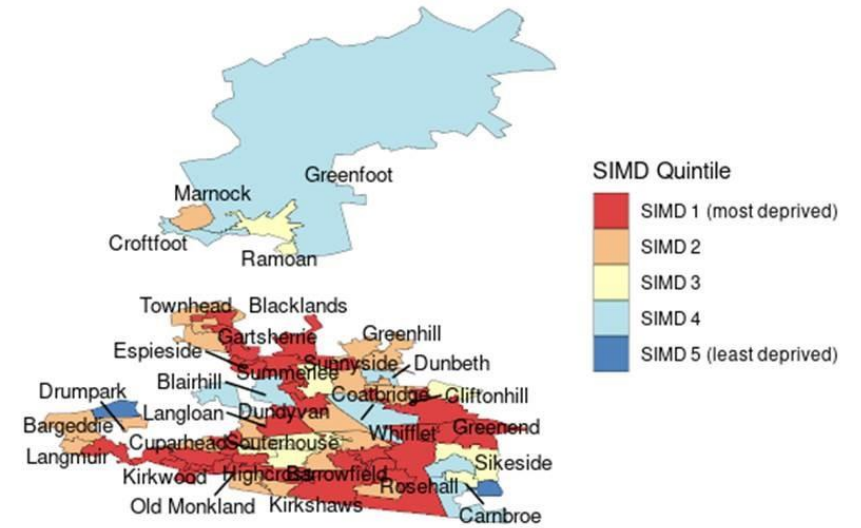 SIMD Quintile
SIMD 1 (most deprived)
SIMD 2
SIMD 3
SIMD 4
SIMD 5 (least deprived)
Greenfoot
Marnock
Croftfoot
Ramoan
Townhead
Blacklands
Gartsherrie
Greenhill
Espieside
Sunnyside
Dunbeth
Summerlee
Blairhill
Drumpark
Coatbridge
Cliftonhill
Langloan
Dundyvan
Bargeddie
Whifflet
Greenend
Cuparhead
Souterhouse
Langmuir
Sikeside
Kirkwood
Highcross
Barrowfield
Rosehall
Old Monkland
Kirkshaws
Carnbroe